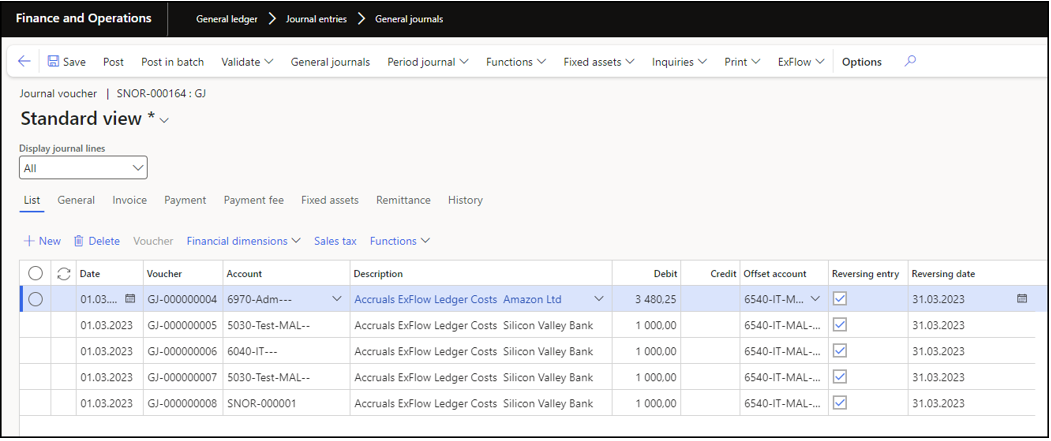 Finance and Operations General ledger Journal entries General journals
Save Post Post in batch Validate General journals Period journal Functions Fixed assets Inquiries Print ExFlow Options
Journal voucher | SNOR-000164 : GJ
Standard view *
Display journal lines
All
List General Invoice Payment Payment fee Fixed assets Remittance History
New Delete Voucher Financial dimensions Sales tax Functions
Date Voucher Account Description Debit Credit Offset account Reversing entry Reversing date
01.03.... GJ-000000004 6970-Adm--- Accruals ExFlow Ledger Costs Amazon Ltd 3 480,25 6540-IT-M... 31.03.2023
01.03.2023 GJ-000000005 5030-Test-MAL-- Accruals ExFlow Ledger Costs Silicon Valley Bank 1 000,00 6540-IT-MAL-... 31.03.2023
01.03.2023 GJ-000000006 6040-IT--- Accruals ExFlow Ledger Costs Silicon Valley Bank 1 000,00 6540-IT-MAL-... 31.03.2023
01.03.2023 GJ-000000007 5030-Test-MAL-- Accruals ExFlow Ledger Costs Silicon Valley Bank 1 000,00 6540-IT-MAL-... 31.03.2023
01.03.2023 GJ-000000008 SNOR-000001 Accruals ExFlow Ledger Costs Silicon Valley Bank 1 000,00 6540-IT-MAL-... 31.03.2023